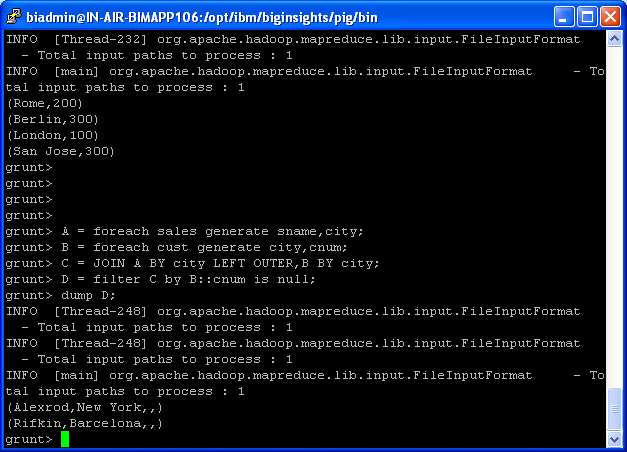 biadmin@IN-AIR-BIMAPP106:/opt/ibm/biginsights/pig/bin
INFO  [Thread-232] org.apache.hadoop.mapreduce.lib.input.FileInputFormat
  - Total input paths to process : 1
INFO  [main] org.apache.hadoop.mapreduce.lib.input.FileInputFormat     - To
tal input paths to process : 1
(Rome,200)
(Berlin,300)
(London,100)
(San Jose,300)
grunt>
grunt>
grunt>
grunt>
grunt> A = foreach sales generate sname,city;
grunt> B = foreach cust generate city,cnum;
grunt> C = JOIN A BY city LEFT OUTER,B BY city;
grunt> D = filter C by B::cnum is null;
grunt> dump D;
INFO  [Thread-248] org.apache.hadoop.mapreduce.lib.input.FileInputFormat
  - Total input paths to process : 1
INFO  [Thread-248] org.apache.hadoop.mapreduce.lib.input.FileInputFormat
  - Total input paths to process : 1
INFO  [main] org.apache.hadoop.mapreduce.lib.input.FileInputFormat     - To
tal input paths to process : 1
(Alexrod,New York,,)
(Rifkin,Barcelona,,)
grunt>